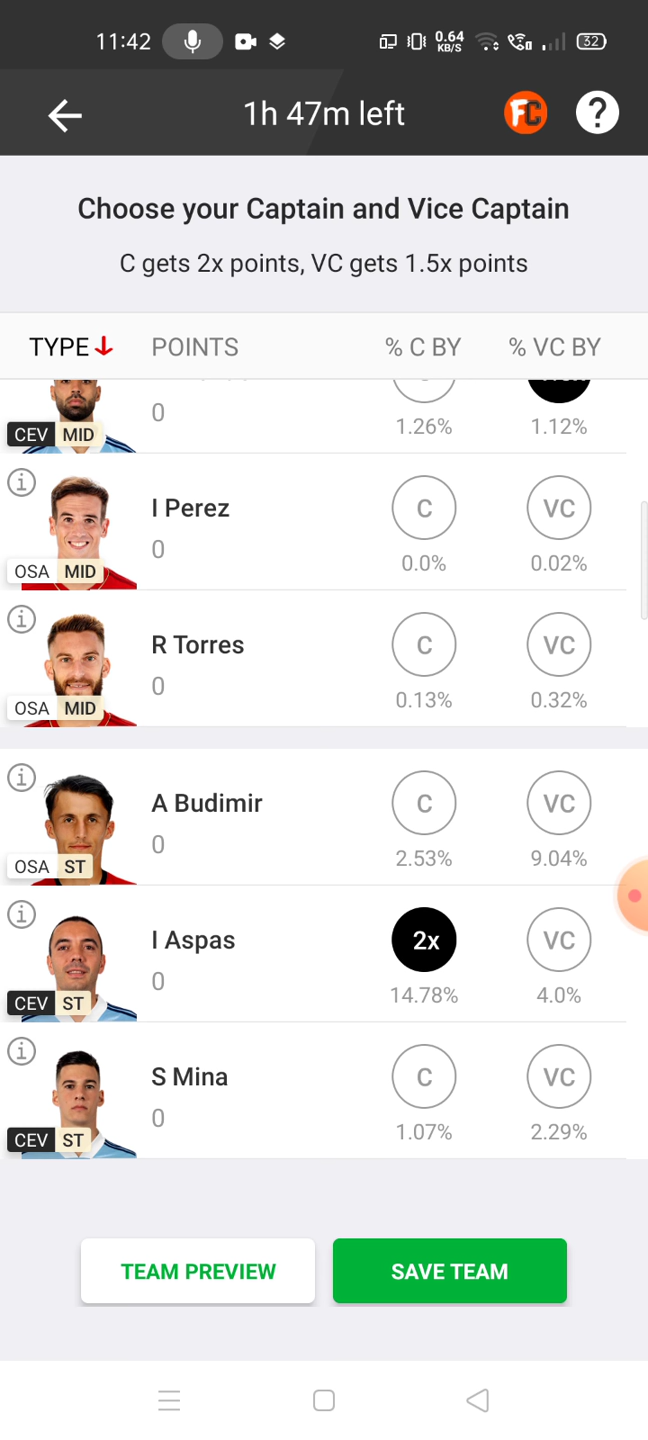 11:42 0.64 KB/S 32
1h 47m left FC ?
Choose your Captain and Vice Captain
C gets 2x points, VC gets 1.5x points
TYPE POINTS % C BY % VC BY
0 1.26% 1.12%
CEV MID
I Perez C VC
0 0.0% 0.02%
OSA MID
R Torres C VC
0 0.13% 0.32%
OSA MID
A Budimir C VC
0 2.53% 9.04%
OSA ST
I Aspas 2x VC
0 14.78% 4.0%
CEV ST
S Mina C VC
0 1.07% 2.29%
CEV ST
TEAM PREVIEW SAVE TEAM